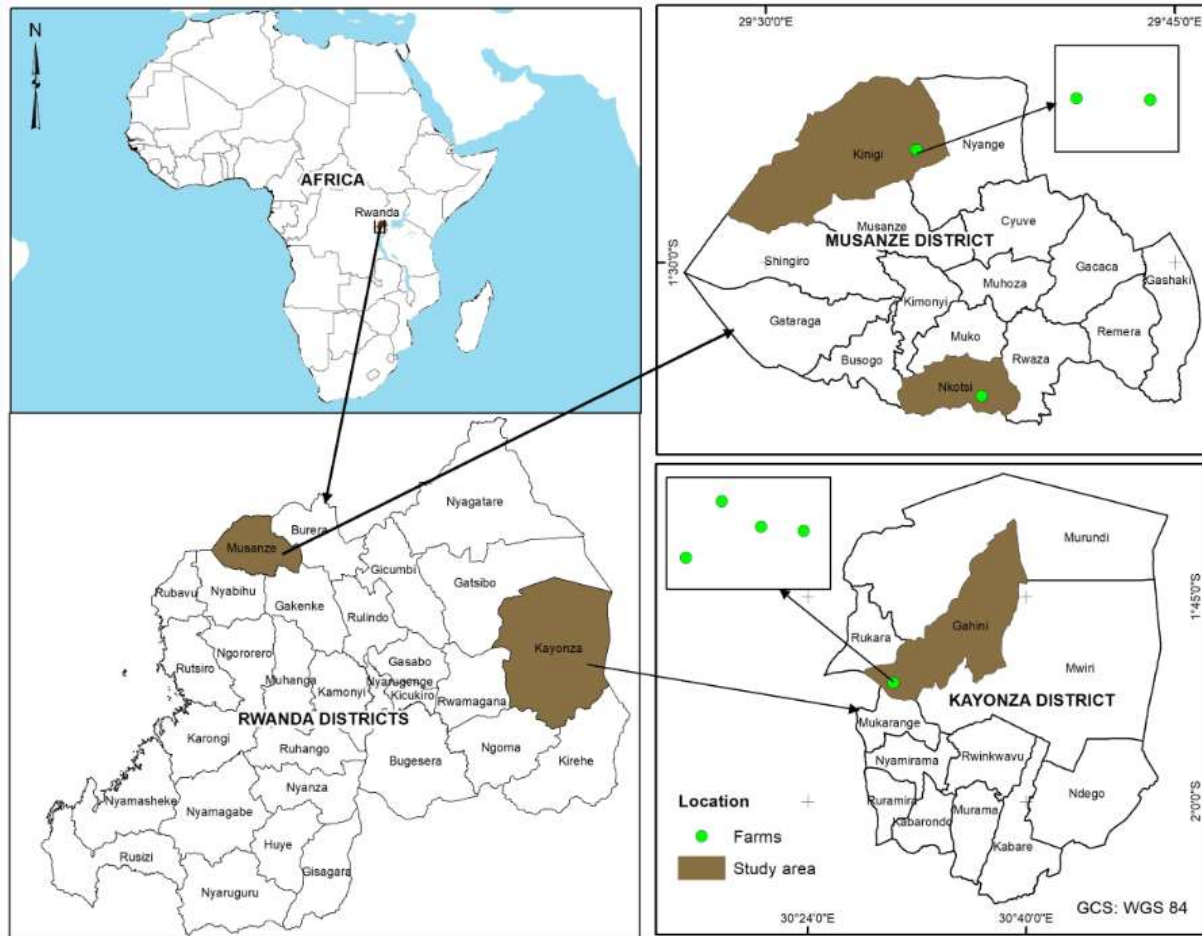 N
AFRICA
Rwanda
29°30'0"E
29°45'0"E
1°30'0"S
Kinigi
Nyange
Musanze
Cyuve
MUSANZE DISTRICT
Shingiro
Gacaca
Gashaki
Muhoza
Kimonyi
Gataraga
Remera
Muko
Busogo
Rwaza
Nkotsi
Nyagatare
Burera
Musanze
Gicumbi
Gatsibo
Rubavu
Nyabihu
Gakenke
Rulindo
Kayonza
Ngororero
Gasabo
Rutsiro
Nyarugenge
Muhanga
Kamonyi
Kicukiro
Rwamagana
RWANDA DISTRICTS
Karongi
Ruhango
Ngoma
Bugesera
Kirehe
Nyanza
Nyamasheke
Nyamagabe
Huye
Rusizi
Gisagara
Nyaruguru
Murundi
1°45'0"S
Gahini
Rukara
Mwiri
KAYONZA DISTRICT
Mukarange
Nyamirama
Rwinkwavu
Ndego
2°0'0"S
Ruramira
Murama
Kabarondo
Kabare
Location
Farms
Study area
GCS: WGS 84
30°24'0"E
30°40'0"E